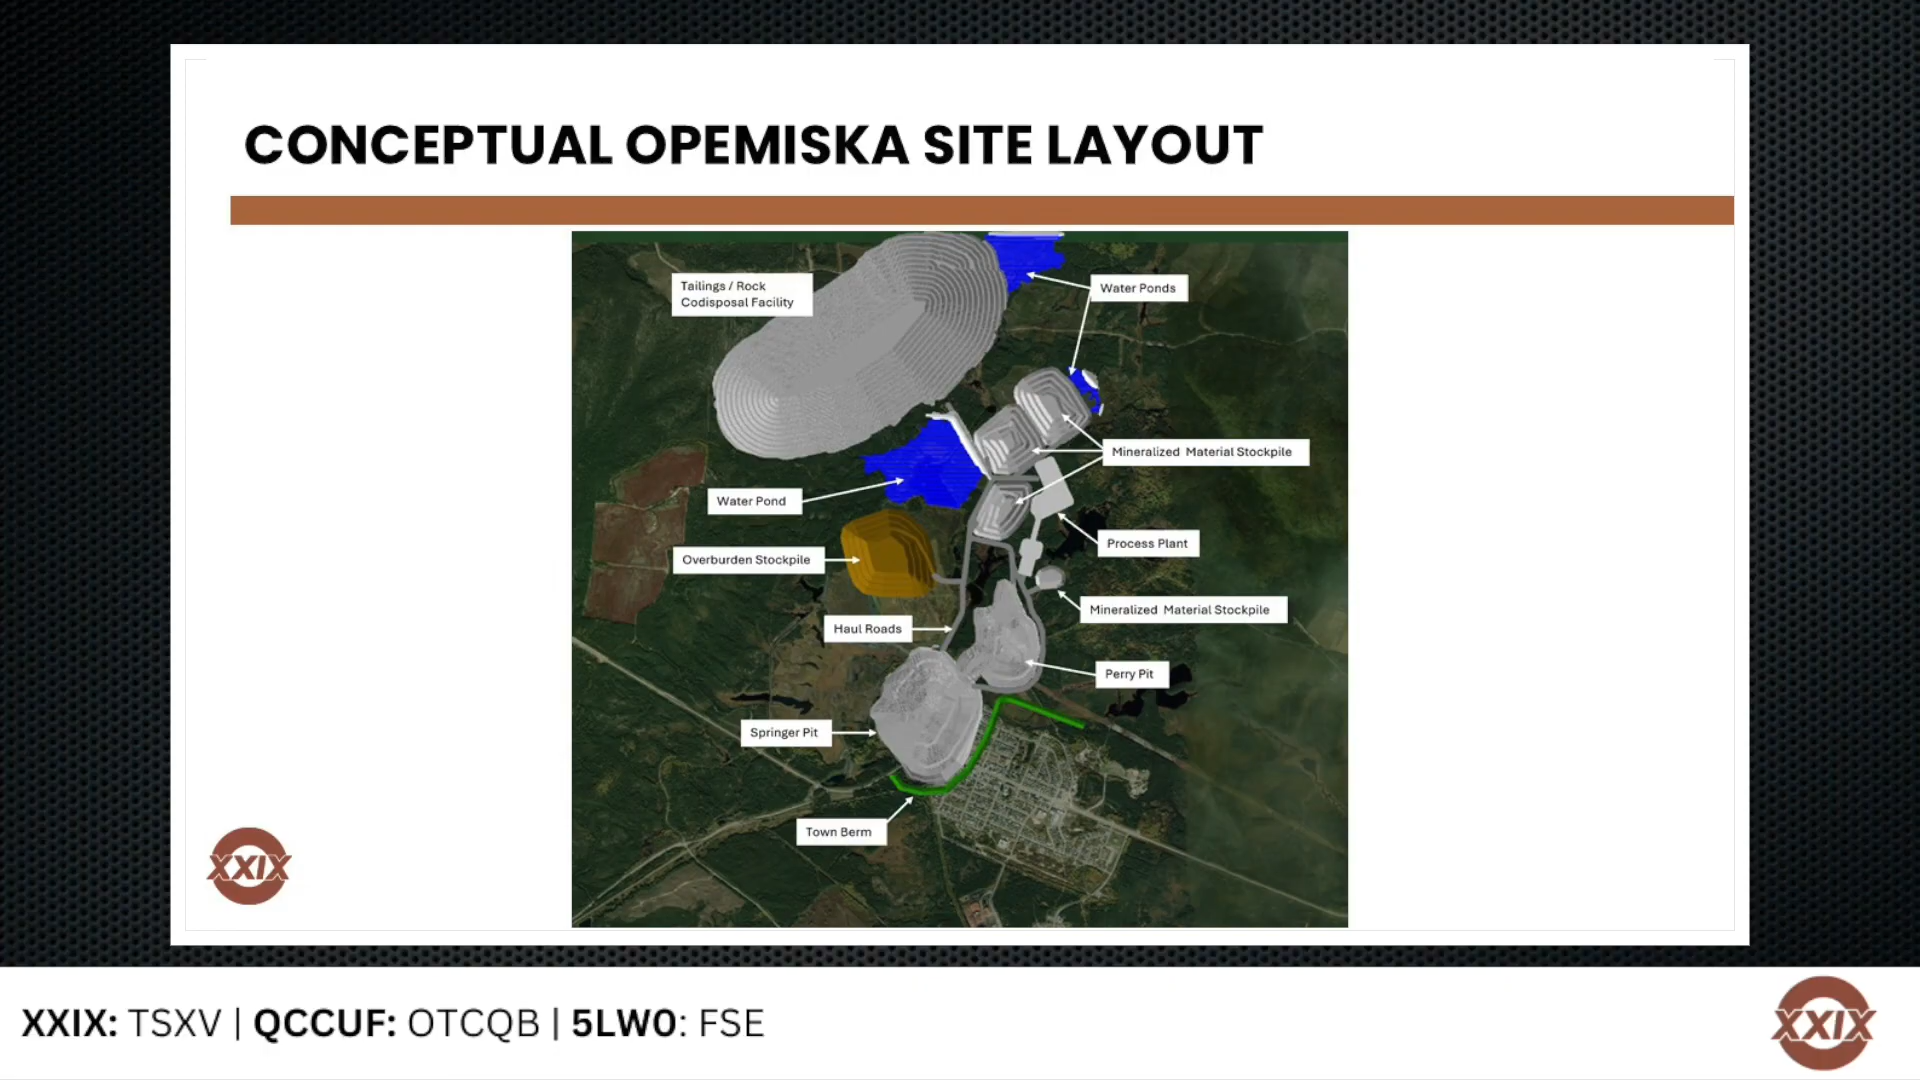 CONCEPTUAL OPEMISKA SITE LAYOUT
Tailings / Rock
Codisposal Facility
Water Ponds
Mineralized Material Stockpile
Water Pond
Process Plant
Overburden Stockpile
Mineralized Material Stockpile
Haul Roads
Perry Pit
Springer Pit
Town Berm
XXIX
XXIX: TSXV | QCCUF: OTCQB | 5LW0: FSE
XXIX